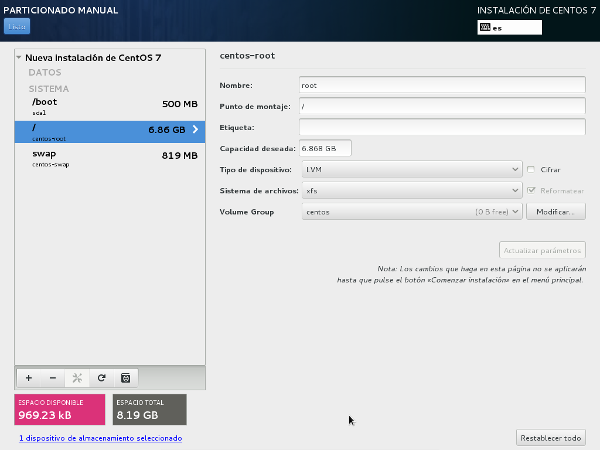 PARTICIONADO MANUAL
INSTALACIÓN DE CENTOS 7
Listo
es
Nueva Instalación de CentOS 7
DATOS
SISTEMA
/boot 500 MB
sda1
/ 6.86 GB
centos-root
swap 819 MB
centos-swap
centos-root
Nombre: root
Punto de montaje: /
Etiqueta:
Capacidad deseada: 6.868 GB
Tipo de dispositivo: LVM Cifrar
Sistema de archivos: xfs Reformatear
Volume Group centos (0 B free) Modificar...
Actualizar parámetros
Nota: Los cambios que haga en esta página no se aplicarán
hasta que pulse el botón «Comenzar instalación» en el menú principal.
ESPACIO DISPONIBLE
969.23 kB
ESPACIO TOTAL
8.19 GB
1 dispositivo de almacenamiento seleccionado
Restablecer todo